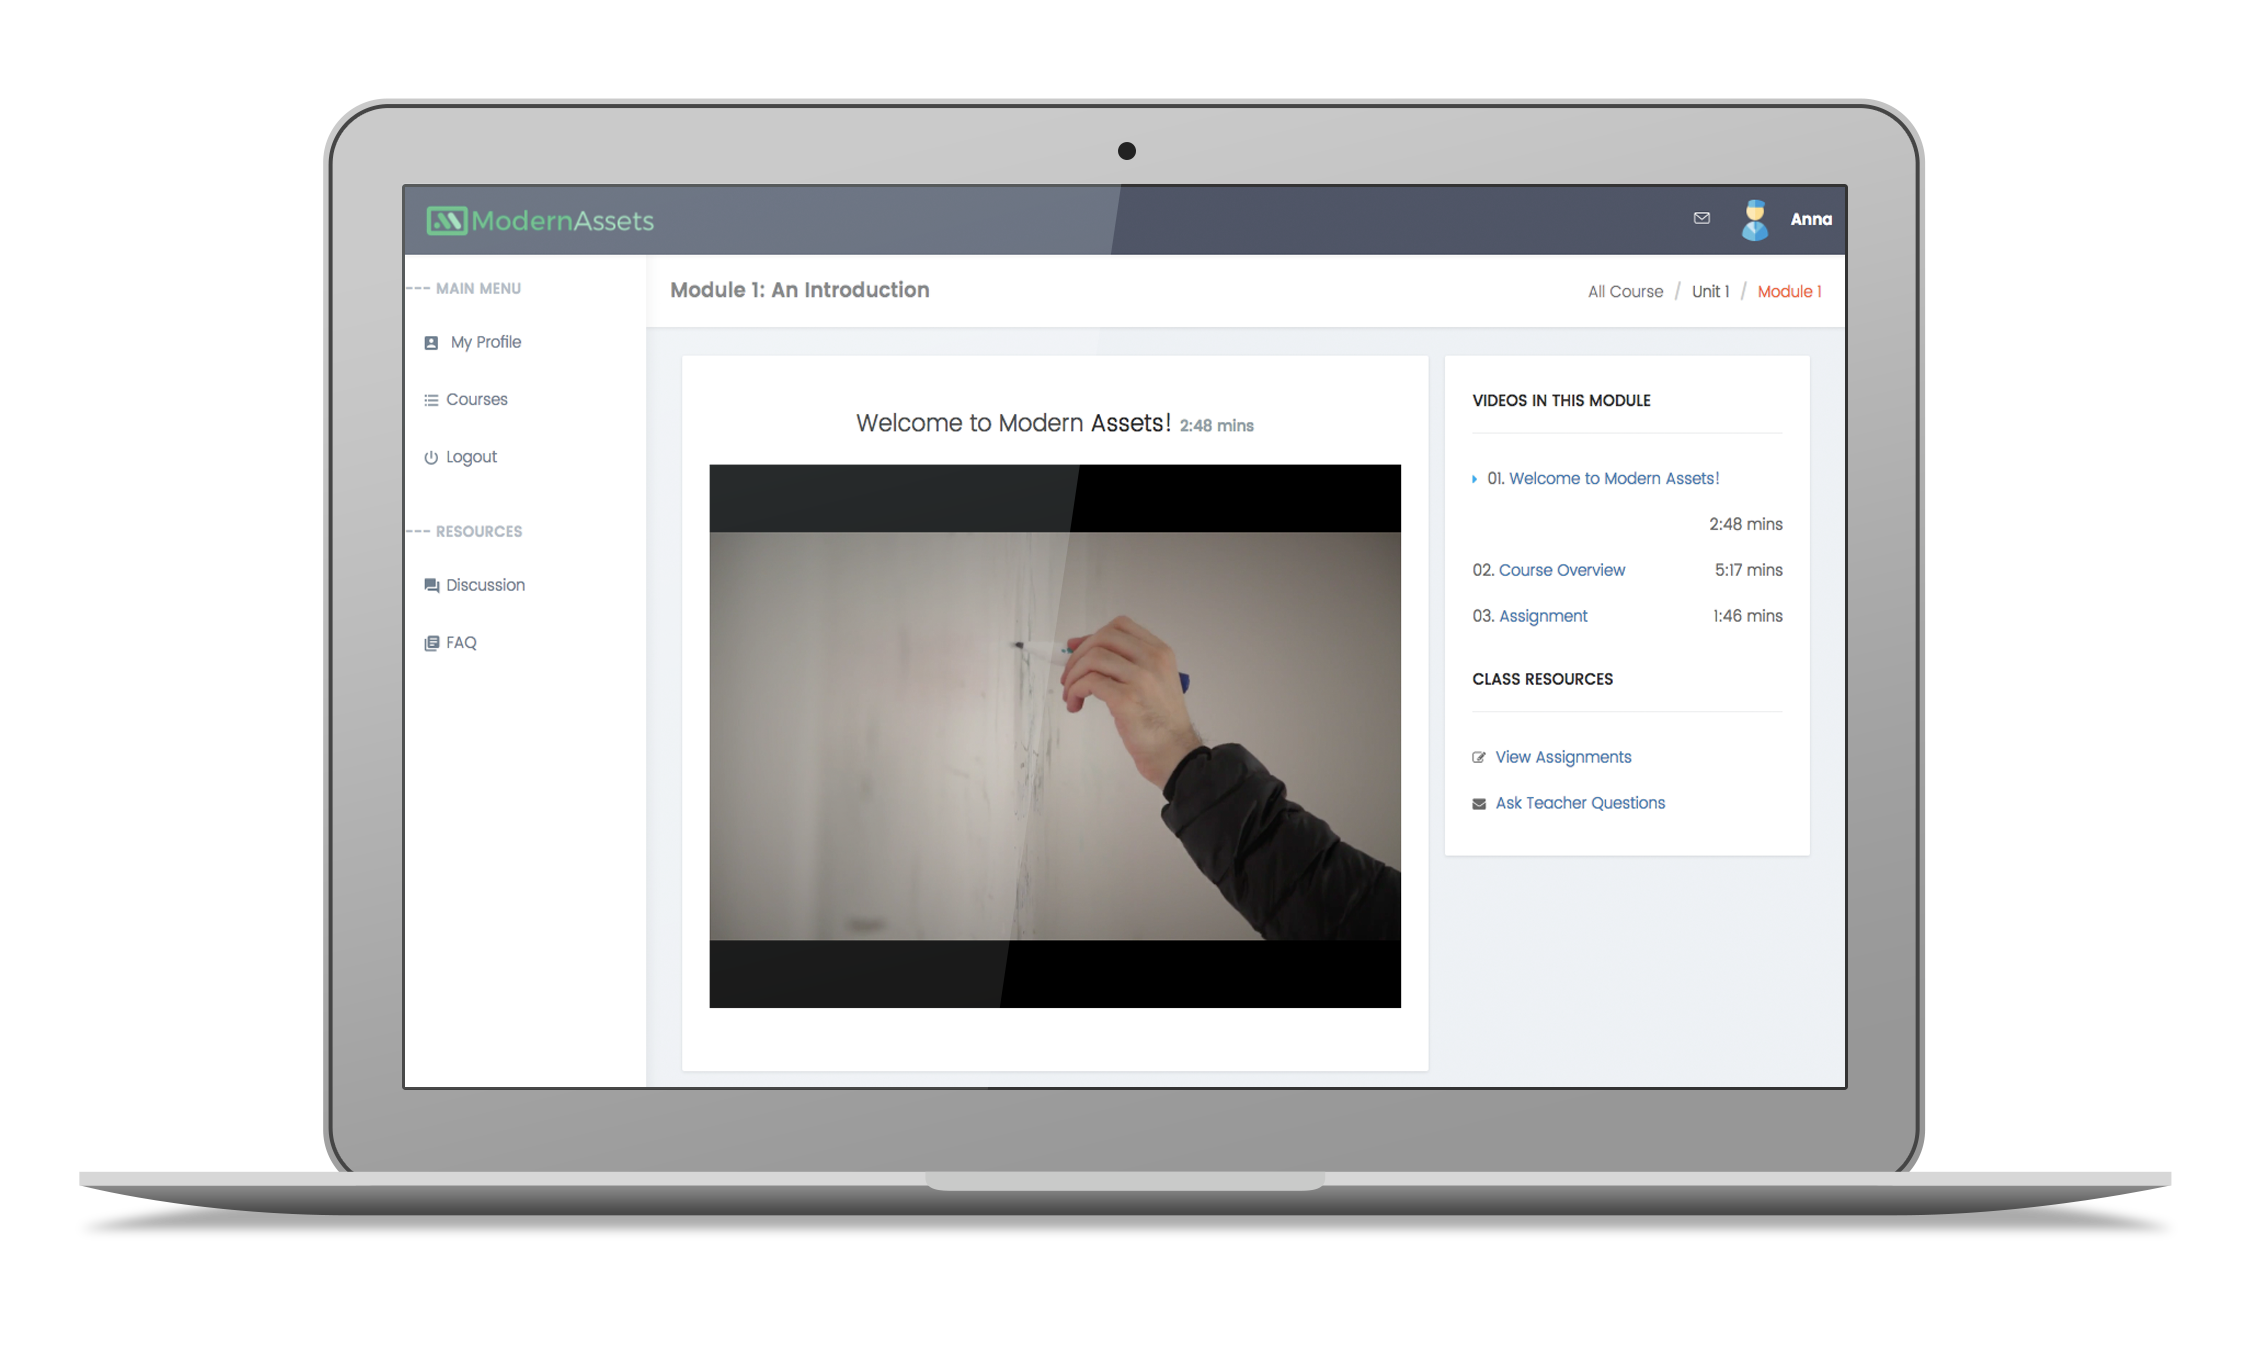 ModernAssets
Anna
--- MAIN MENU
My Profile
Courses
Logout
--- RESOURCES
Discussion
FAQ
Module 1: An Introduction
All Course / Unit 1 / Module 1
Welcome to Modern Assets! 2:48 mins
VIDEOS IN THIS MODULE
01. Welcome to Modern Assets!
2:48 mins
02. Course Overview 5:17 mins
03. Assignment 1:46 mins
CLASS RESOURCES
View Assignments
Ask Teacher Questions